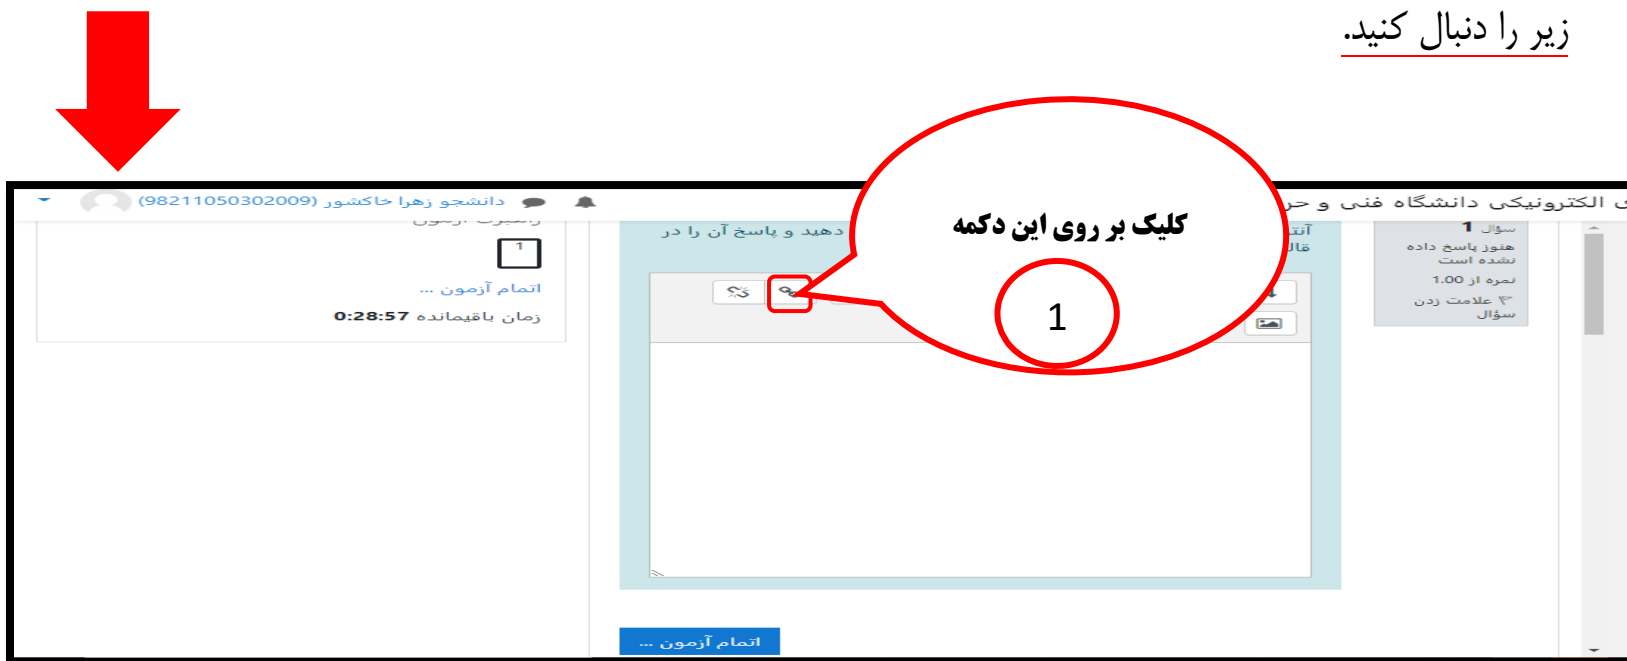 زیر را دنبال کنید.
ی الکترونیکی دانشگاه فنی و حر
دانشجو زهرا خاکشور (98211050302009)
سؤال 1
هنوز پاسخ داده
نشده است
نمره از 1.00
علامت زدن
سؤال
دهید و پاسخ آن را در
کلیک بر روی این دکمه
1
1
اتمام آزمون ...
زمان باقیمانده 0:28:57
اتمام آزمون ...